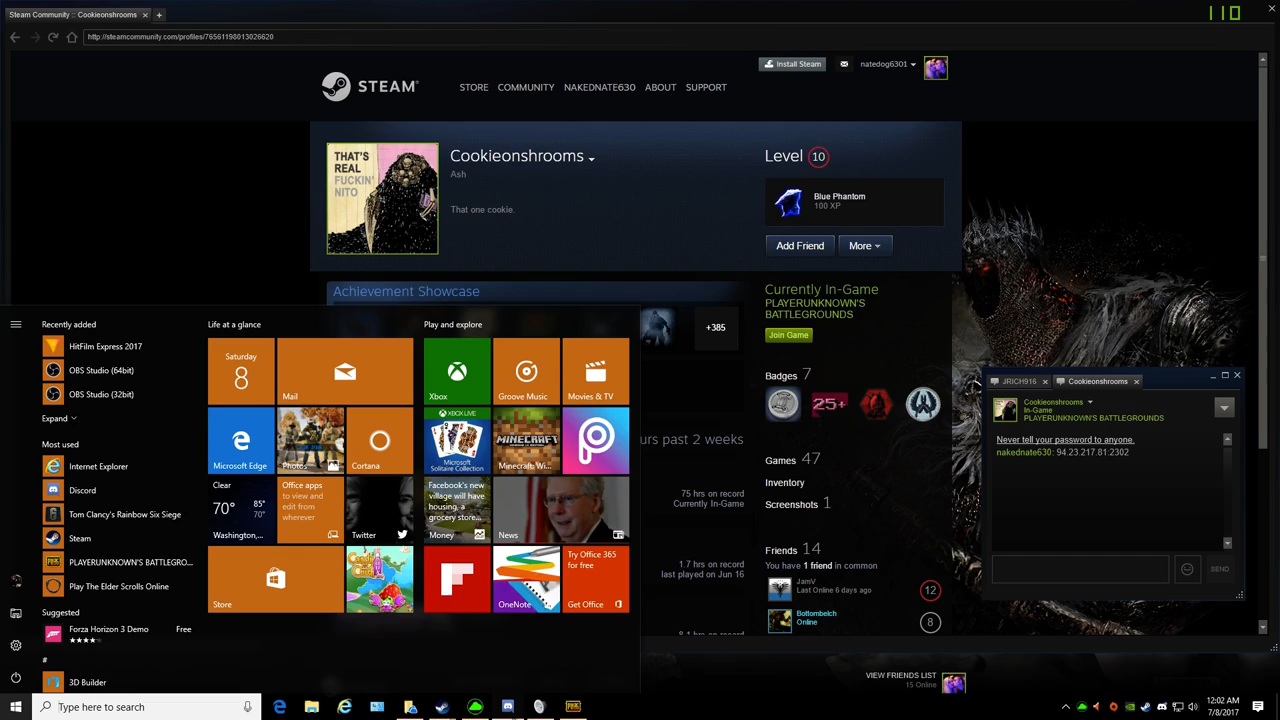 Steam Community :: Cookieonshrooms
110
http://steamcommunity.com/profiles/76561198013026620
Install Steam
natedog6301
STEAM
STORE COMMUNITY NAKEDNATE630 ABOUT SUPPORT
THAT'S
REAL
FUCKIN'
NITO
Cookieonshrooms
Ash
That one cookie.
Level 10
Blue Phantom
100 XP
Add Friend
More
Achievement Showcase
+385
Currently In-Game
PLAYERUNKNOWN'S
BATTLEGROUNDS
Join Game
Badges 7
25+
urs past 2 weeks
Games 47
Inventory
Screenshots 1
75 hrs on record
Currently In-Game
Friends 14
You have 1 friend in common
1.7 hrs on record
last played on Jun 16
JamV
Last Online 6 days ago
12
Bottombelch
Online
8
8.1 hrs on record
VIEW FRIENDS LIST
15 Online
JRICH916
Cookieonshrooms
Cookieonshrooms
In-Game
PLAYERUNKNOWN'S BATTLEGROUNDS
Never tell your password to anyone.
nakednate630: 94.23.217.81:2302
SEND
Recently added
HitFilm Express 2017
OBS Studio (64bit)
OBS Studio (32bit)
Expand
Most used
Internet Explorer
Discord
Tom Clancy's Rainbow Six Siege
Steam
PLAYERUNKNOWN'S BATTLEGRO...
Play The Elder Scrolls Online
Suggested
Forza Horizon 3 Demo
Free
#
3D Builder
Life at a glance
Saturday
8
Mail
Microsoft Edge
Photos
Cortana
Clear
70°
85°
70°
Washington,...
Office apps
to view and
edit from
wherever
Twitter
Store
Play and explore
Xbox
Groove Music
Movies & TV
XBOX LIVE
Microsoft
Solitaire Collection
MINECRAFT
Minecraft: Wi...
Facebook's new
village will have
housing, a
grocery store...
Money
News
OneNote
Try Office 365
for free
Get Office
Type here to search
12:02 AM
7/8/2017